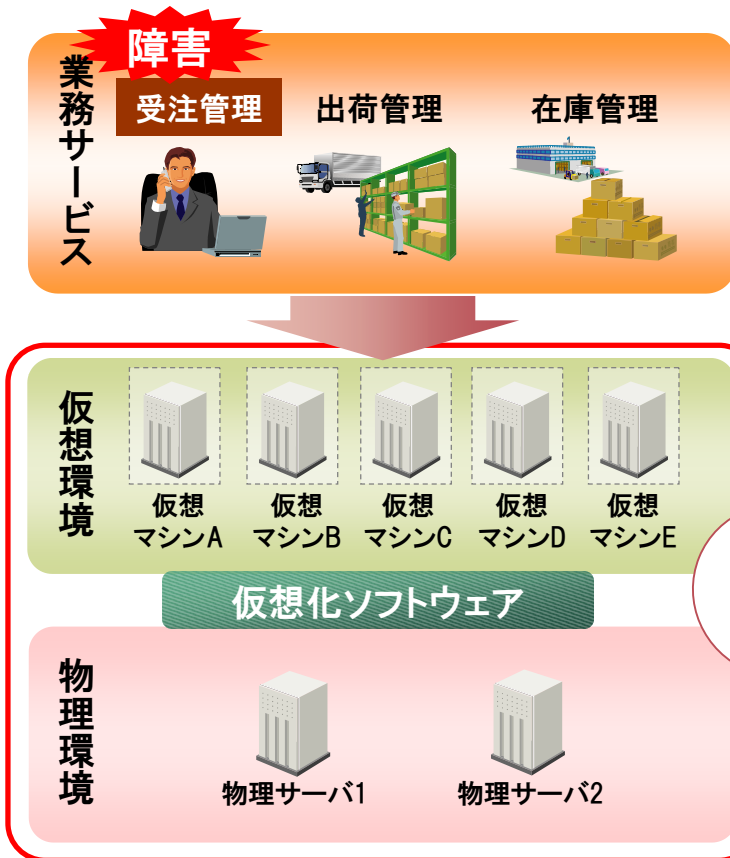 障害
業務サービス
受注管理
出荷管理
在庫管理
仮想環境
仮想
マシンA
仮想
マシンB
仮想
マシンC
仮想
マシンD
仮想
マシンE
仮想化ソフトウェア
物理環境
物理サーバ1
物理サーバ2